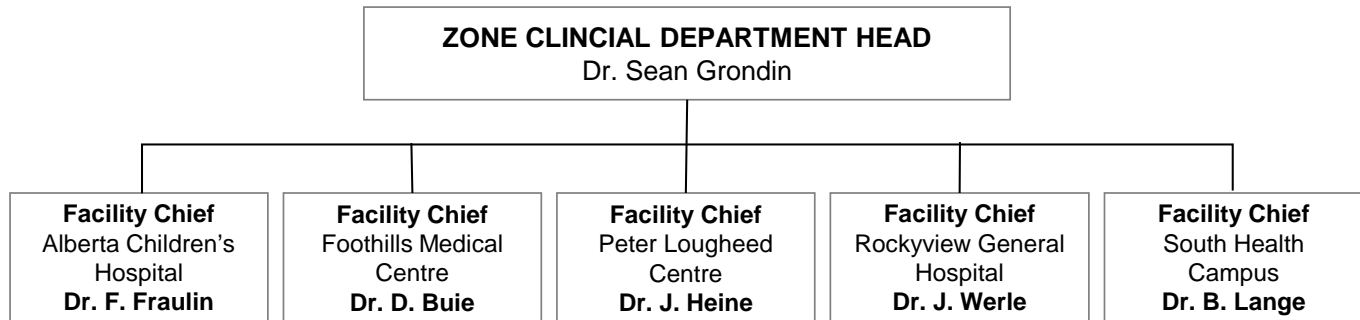 ZONE CLINCIAL DEPARTMENT HEAD
Dr. Sean Grondin
Facility Chief
Alberta Children's
Hospital
Dr. F. Fraulin
Facility Chief
Foothills Medical
Centre
Dr. D. Buie
Facility Chief
Peter Lougheed
Centre
Dr. J. Heine
Facility Chief
Rockyview General
Hospital
Dr. J. Werle
Facility Chief
South Health
Campus
Dr. B. Lange